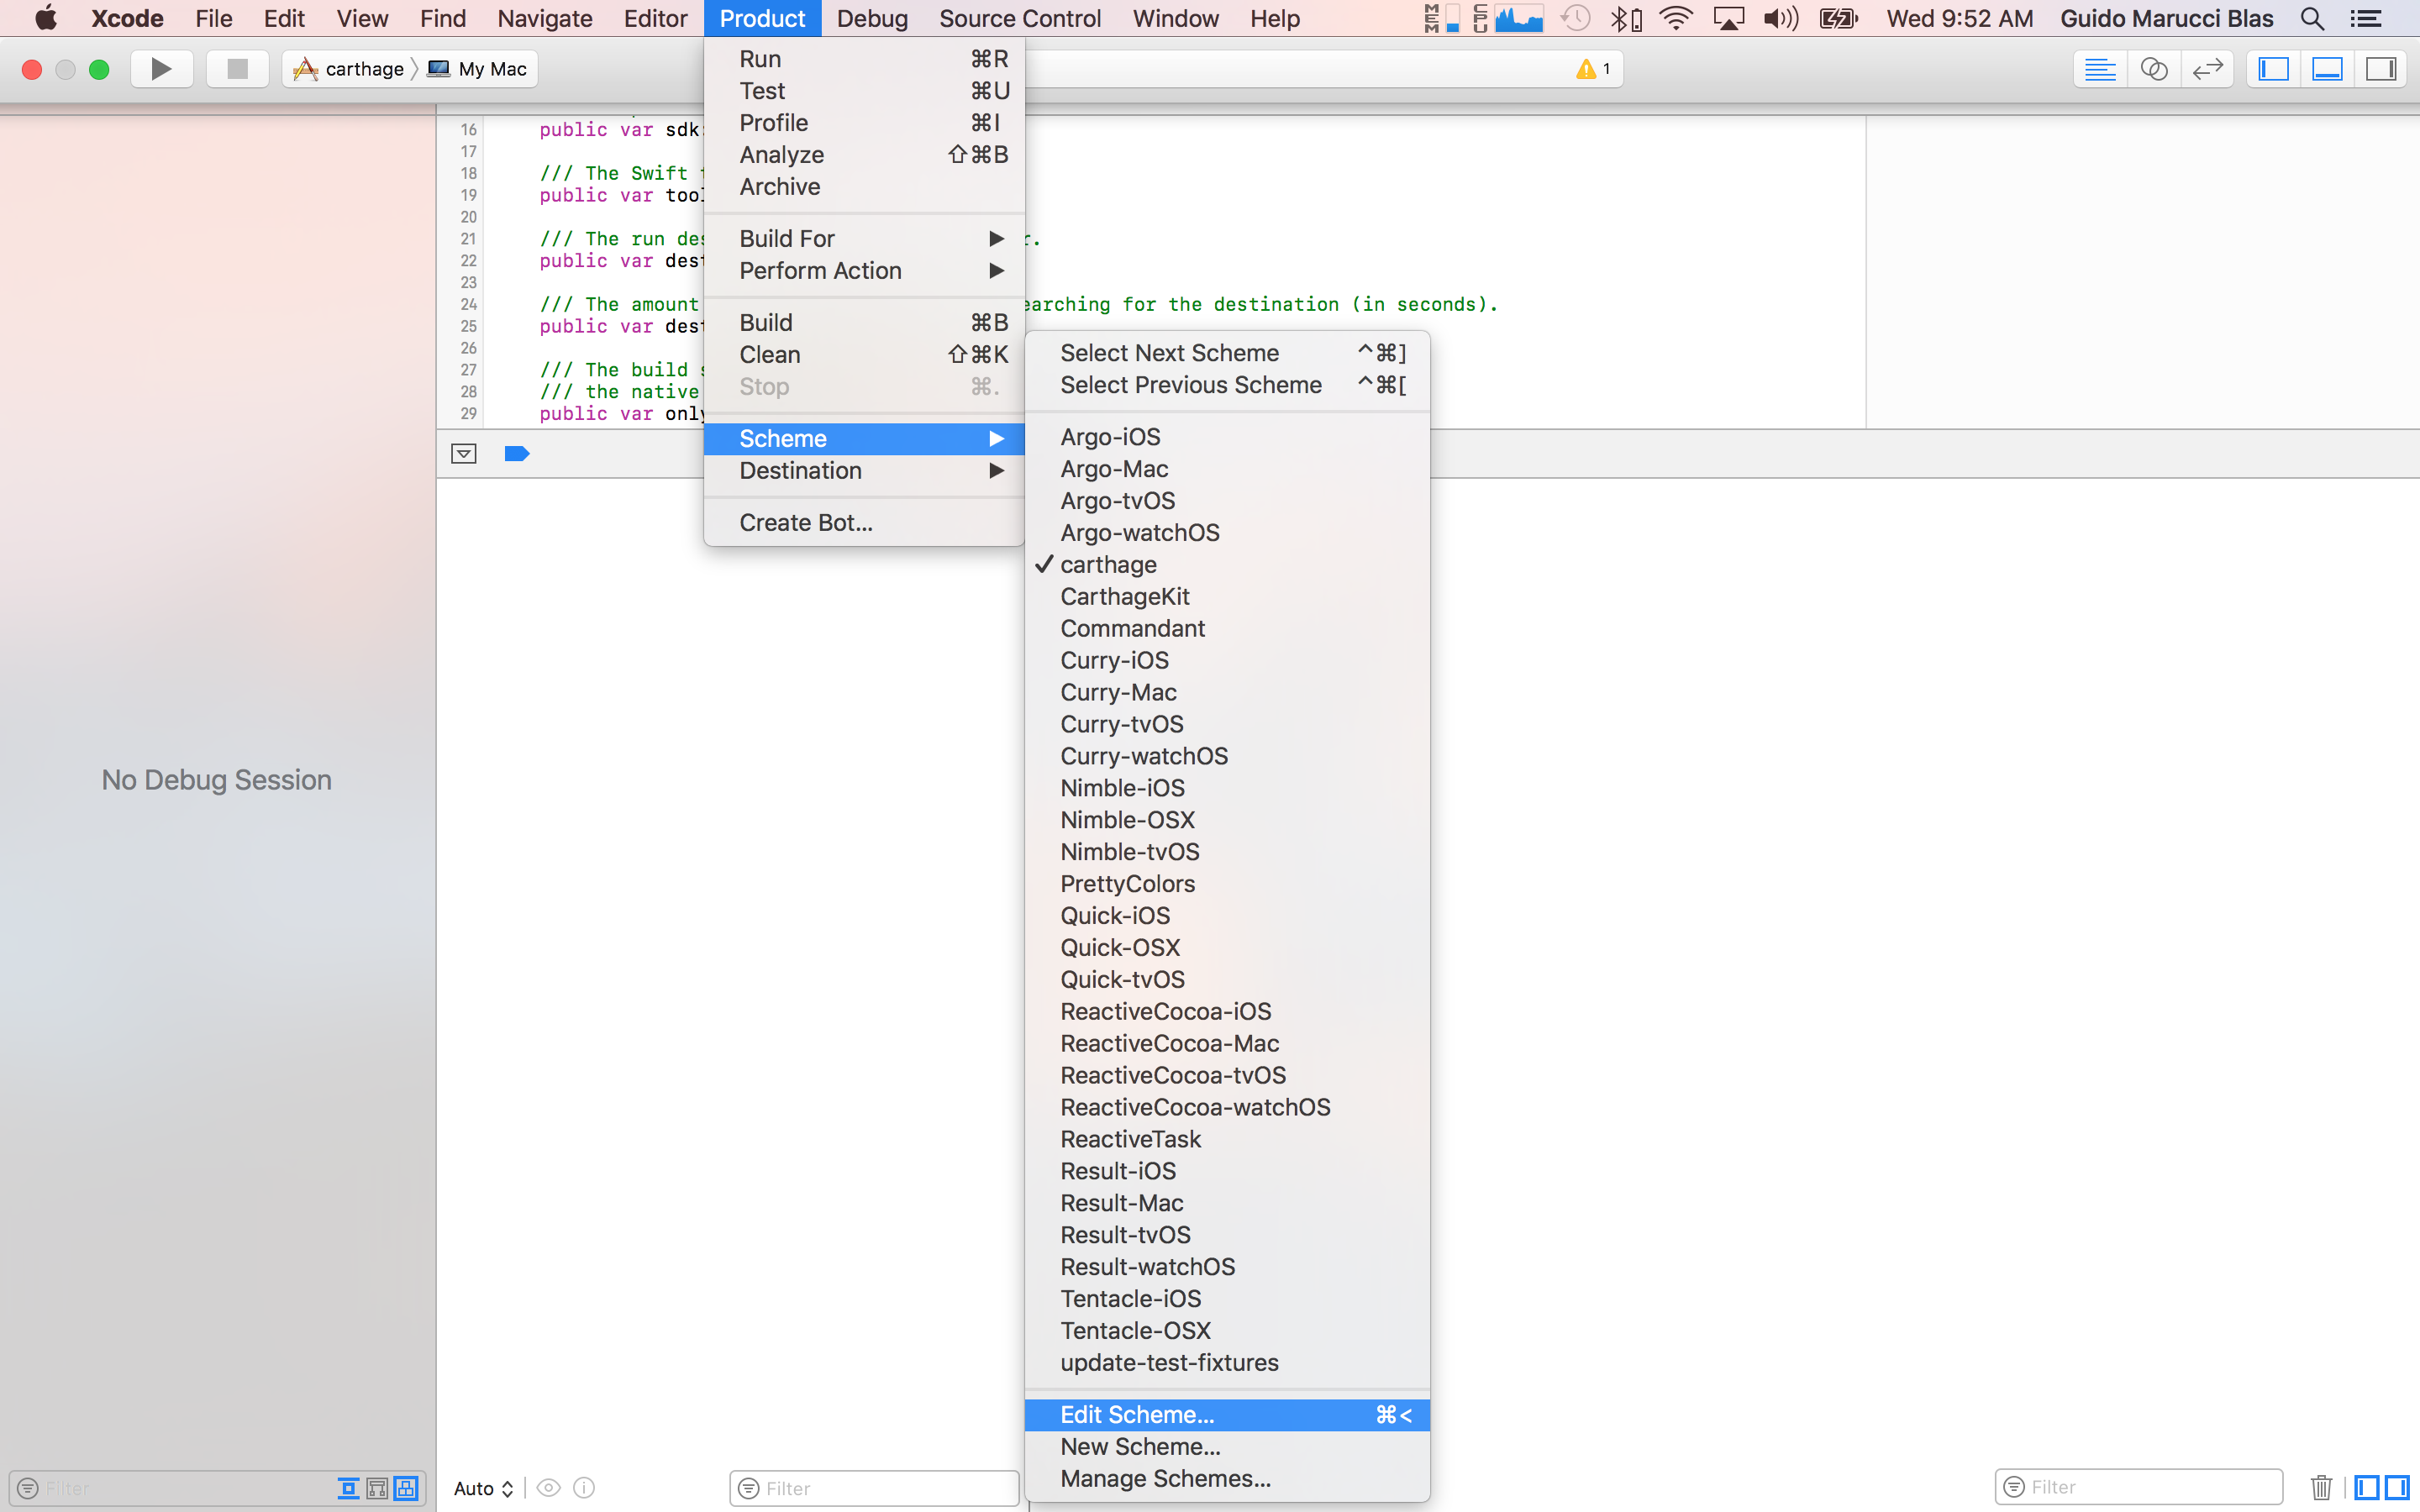 Xcode File Edit View Find Navigate Editor Product Debug Source Control Window Help MEM CPU Wed 9:52 AM Guido Marucci Blas
carthage My Mac
1
Run ⌘R
Test ⌘U
Profile ⌘I
Analyze ⇧⌘B
Archive
Build For
Perform Action
Build ⌘B
Clean ⇧⌘K
Stop ⌘.
Scheme
Destination
Create Bot...
16 public var sdk:
17
18 /// The Swift
19 public var tool
20
21 /// The run des r.
22 public var dest
23
24 /// The amount earching for the destination (in seconds).
25 public var dest
26
27 /// The build s
28 /// the native
29 public var only
Select Next Scheme ^⌘]
Select Previous Scheme ^⌘[
Argo-iOS
Argo-Mac
Argo-tvOS
Argo-watchOS
✓ carthage
CarthageKit
Commandant
Curry-iOS
Curry-Mac
Curry-tvOS
Curry-watchOS
Nimble-iOS
Nimble-OSX
Nimble-tvOS
PrettyColors
Quick-iOS
Quick-OSX
Quick-tvOS
ReactiveCocoa-iOS
ReactiveCocoa-Mac
ReactiveCocoa-tvOS
ReactiveCocoa-watchOS
ReactiveTask
Result-iOS
Result-Mac
Result-tvOS
Result-watchOS
Tentacle-iOS
Tentacle-OSX
update-test-fixtures
Edit Scheme... ⌘<
New Scheme...
Manage Schemes...
No Debug Session
Filter
Auto
Filter
Filter